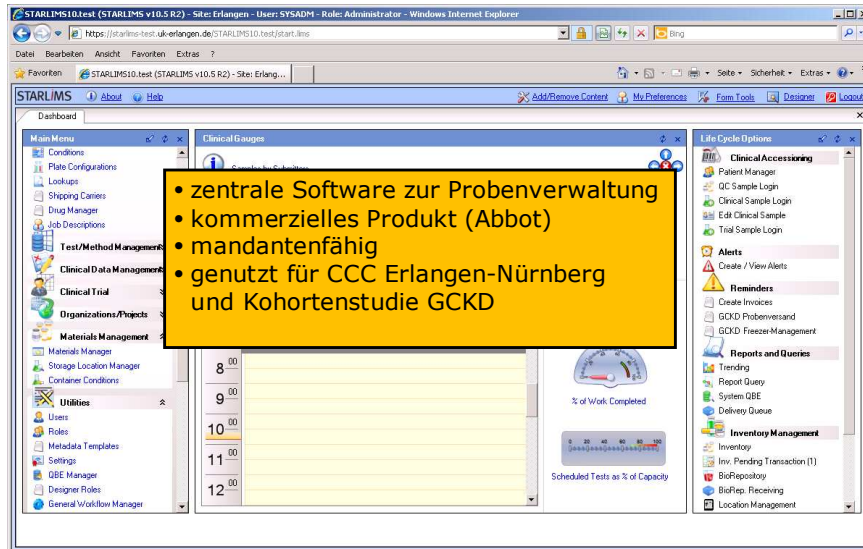 STARLIMS10.test (STARLIMS v10.5 R2) - Site: Erlangen - User: SYSADM - Role: Administrator - Windows Internet Explorer
https://starlims-test.uk-erlangen.de/STARLIMS10.test/start.lims
Bing
Datei Bearbeiten Ansicht Favoriten Extras ?
Favoriten STARLIMS10.test (STARLIMS v10.5 R2) - Site: Erlang...
Seite Sicherheit Extras
STARLIMS About Help Add/Remove Content My Preferences Form Tools Designer Logout
Dashboard
Main Menu
Conditions
Plate Configurations
Lookups
Shipping Carriers
Drug Manager
Job Descriptions
Test/Method Management
Clinical Data Management
Clinical Trial
Organizations/Projects
Materials Management
Materials Manager
Storage Location Manager
Container Conditions
Utilities
Users
Roles
Metadata Templates
Settings
QBE Manager
Designer Roles
General Workflow Manager
Clinical Gauges
Samples by Submitters
• zentrale Software zur Probenverwaltung
• kommerzielles Produkt (Abbot)
• mandantenfähig
• genutzt für CCC Erlangen-Nürnberg
und Kohortenstudie GCKD
8 00
9 00
10 00
11 00
12 00
% of Work Completed
0 20 40 60 80 100
Scheduled Tests as % of Capacity
Life Cycle Options
Clinical Accessioning
Patient Manager
QC Sample Login
Clinical Sample Login
Edit Clinical Sample
Trial Sample Login
Alerts
Create / View Alerts
Reminders
Create Invoices
GCKD Probenversand
GCKD Freezer-Management
Reports and Queries
Trending
Report Query
System QBE
Delivery Queue
Inventory Management
Inventory
Inv. Pending Transaction (1)
BioRepository
BioRep. Receiving
Location Management